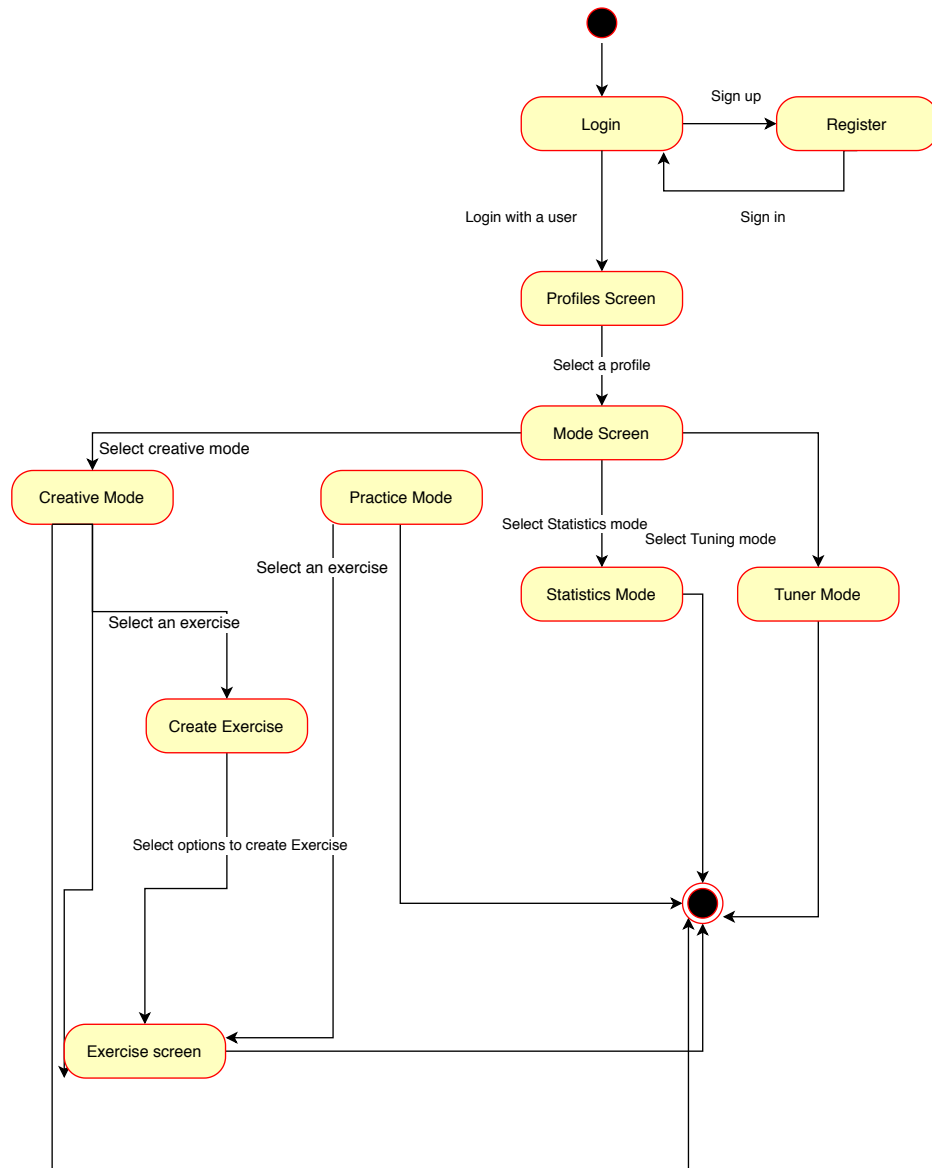 Sign up
Login
Register
Login with a user
Sign in
Profiles Screen
Select a profile
Mode Screen
Select creative mode
Creative Mode
Practice Mode
Select Statistics mode
Select Tuning mode
Select an exercise
Statistics Mode
Tuner Mode
Select an exercise
Create Exercise
Select options to create Exercise
Exercise screen